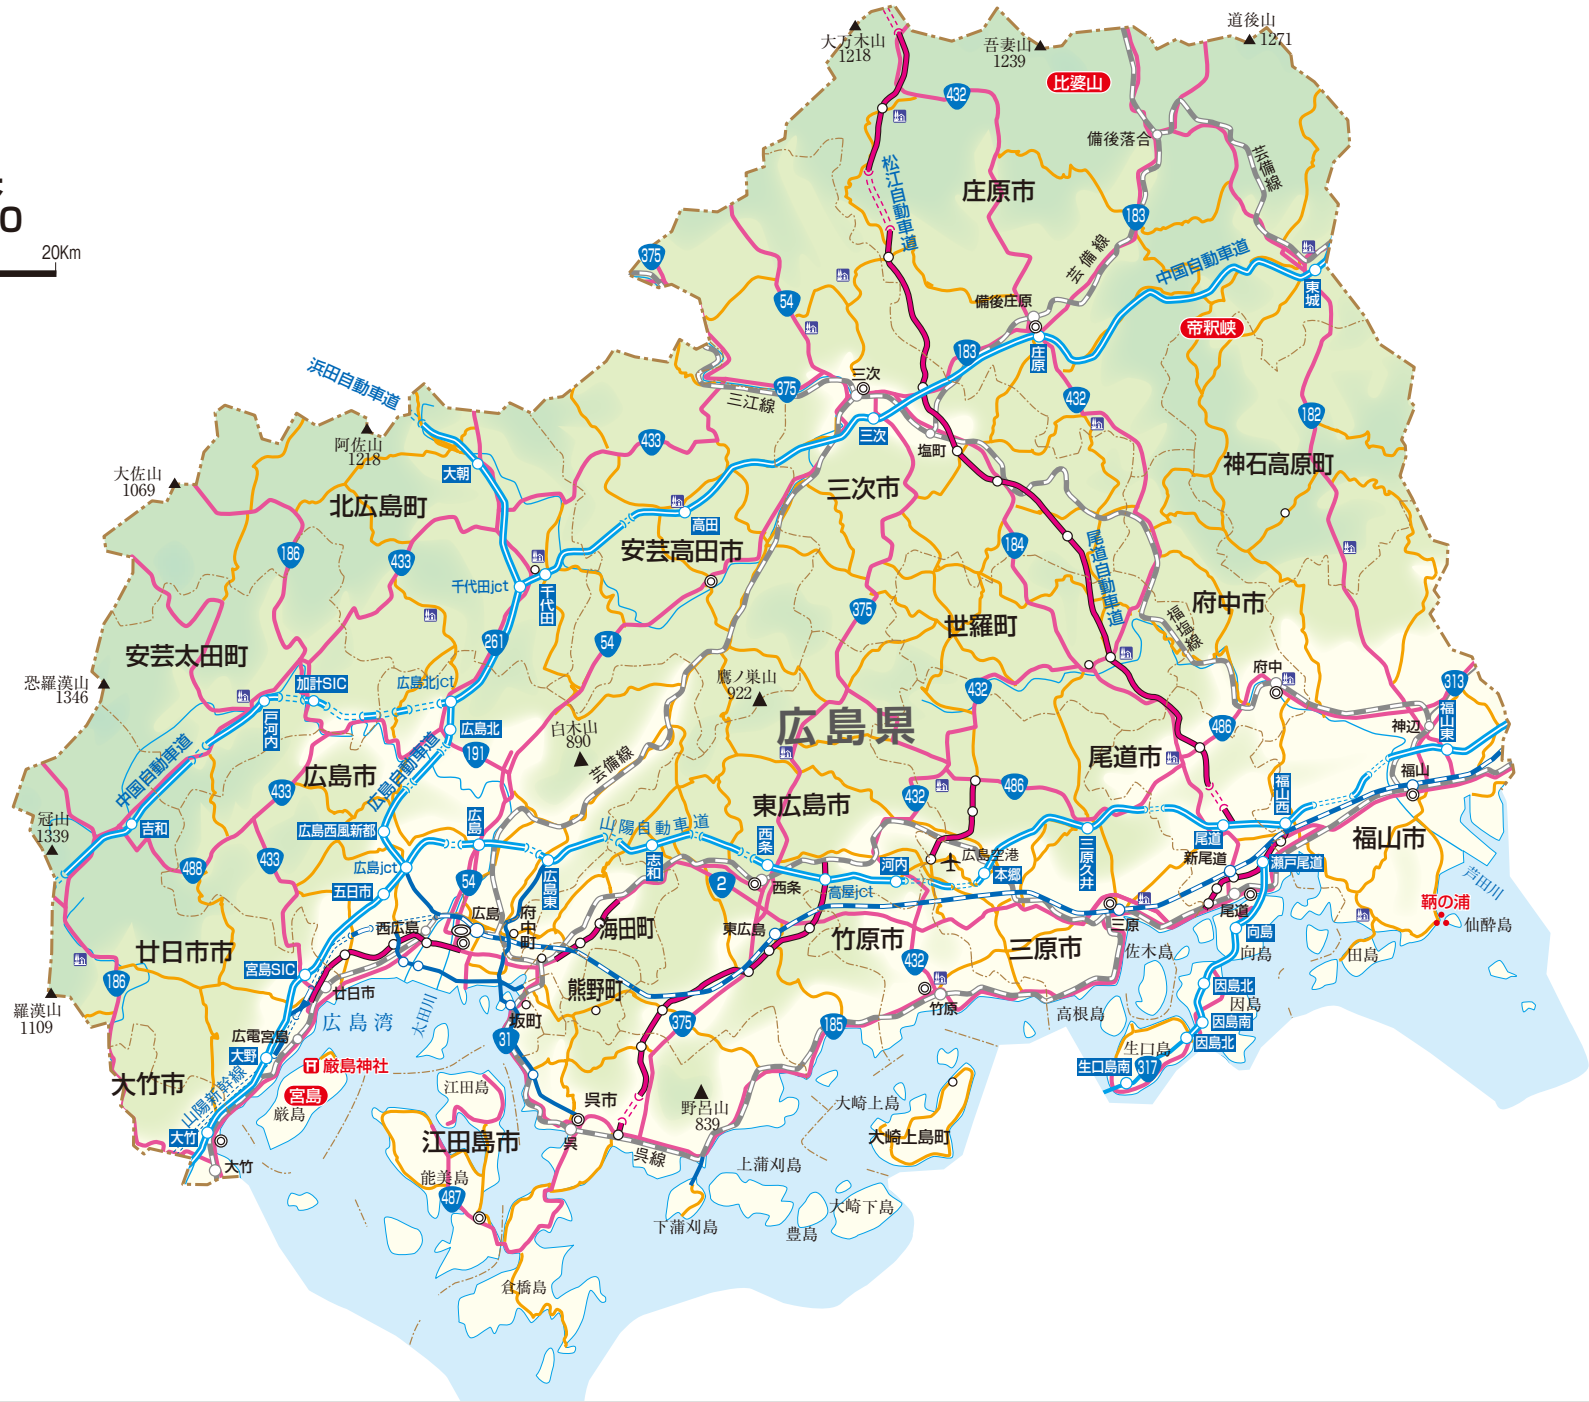 道後山
1271
大万木山
1218
吾妻山
1239
比婆山
432
備後落合
芸備線
松江自動車道
庄原市
183
20Km
375
54
芸備線
中国自動車道
東城
備後庄原
帝釈峡
庄原
183
浜田自動車道
三次
375
三江線
432
182
三次
433
塩町
阿佐山
1218
大朝
大佐山
1069
神石高原町
三次市
北広島町
高田
安芸高田市
184
尾道自動車道
186
433
千代田jct
千代田
375
府中市
世羅町
福塩線
261
54
安芸太田町
恐羅漢山
1346
加計SIC
広島北jct
鷹ノ巣山
922
432
府中
313
福山東
戸河内
広島北
広島県
486
神辺
白木山
890
191
芸備線
中国自動車道
広島自動車道
尾道市
福山
広島市
433
486
432
東広島市
福山西
冠山
1339
吉和
広島西風新都
広島
山陽自動車道
西条
尾道
福山市
433
488
広島jct
志和
広島空港
三原久井
新尾道
瀬戸尾道
河内
本郷
五日市
54
広島東
2
西条
高屋jct
芦田川
鞆の浦
仙酔島
広島
府中町
西広島
海田町
東広島
三原
尾道
向島
向島
竹原市
三原市
佐木島
田島
廿日市市
宮島SIC
186
熊野町
432
因島北
因島
廿日市
羅漢山
1109
竹原
高根島
広島湾
太田川
坂町
375
185
因島南
因島北
広電宮島
31
生口島
大野
厳島神社
生口島南
317
大竹市
宮島
厳島
江田島
山陽新幹線
呉市
野呂山
839
大崎上島
大崎上島町
大竹
江田島市
呉
呉線
大竹
能美島
487
上蒲刈島
大崎下島
下蒲刈島
豊島
倉橋島